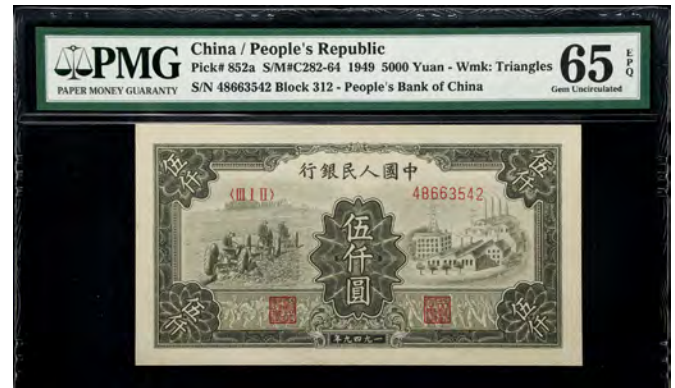 PMG
PAPER MONEY GUARANTY
China / People's Republic
Pick# 852a S/M#C282-64 1949 5000 Yuan - Wmk: Triangles
S/N 48663542 Block 312 - People's Bank of China
65
EPQ
Gem Uncirculated
伍仟
伍仟
行銀民人國中
〈III I II〉
48663542
伍仟圓
伍仟
伍仟
年九四九一